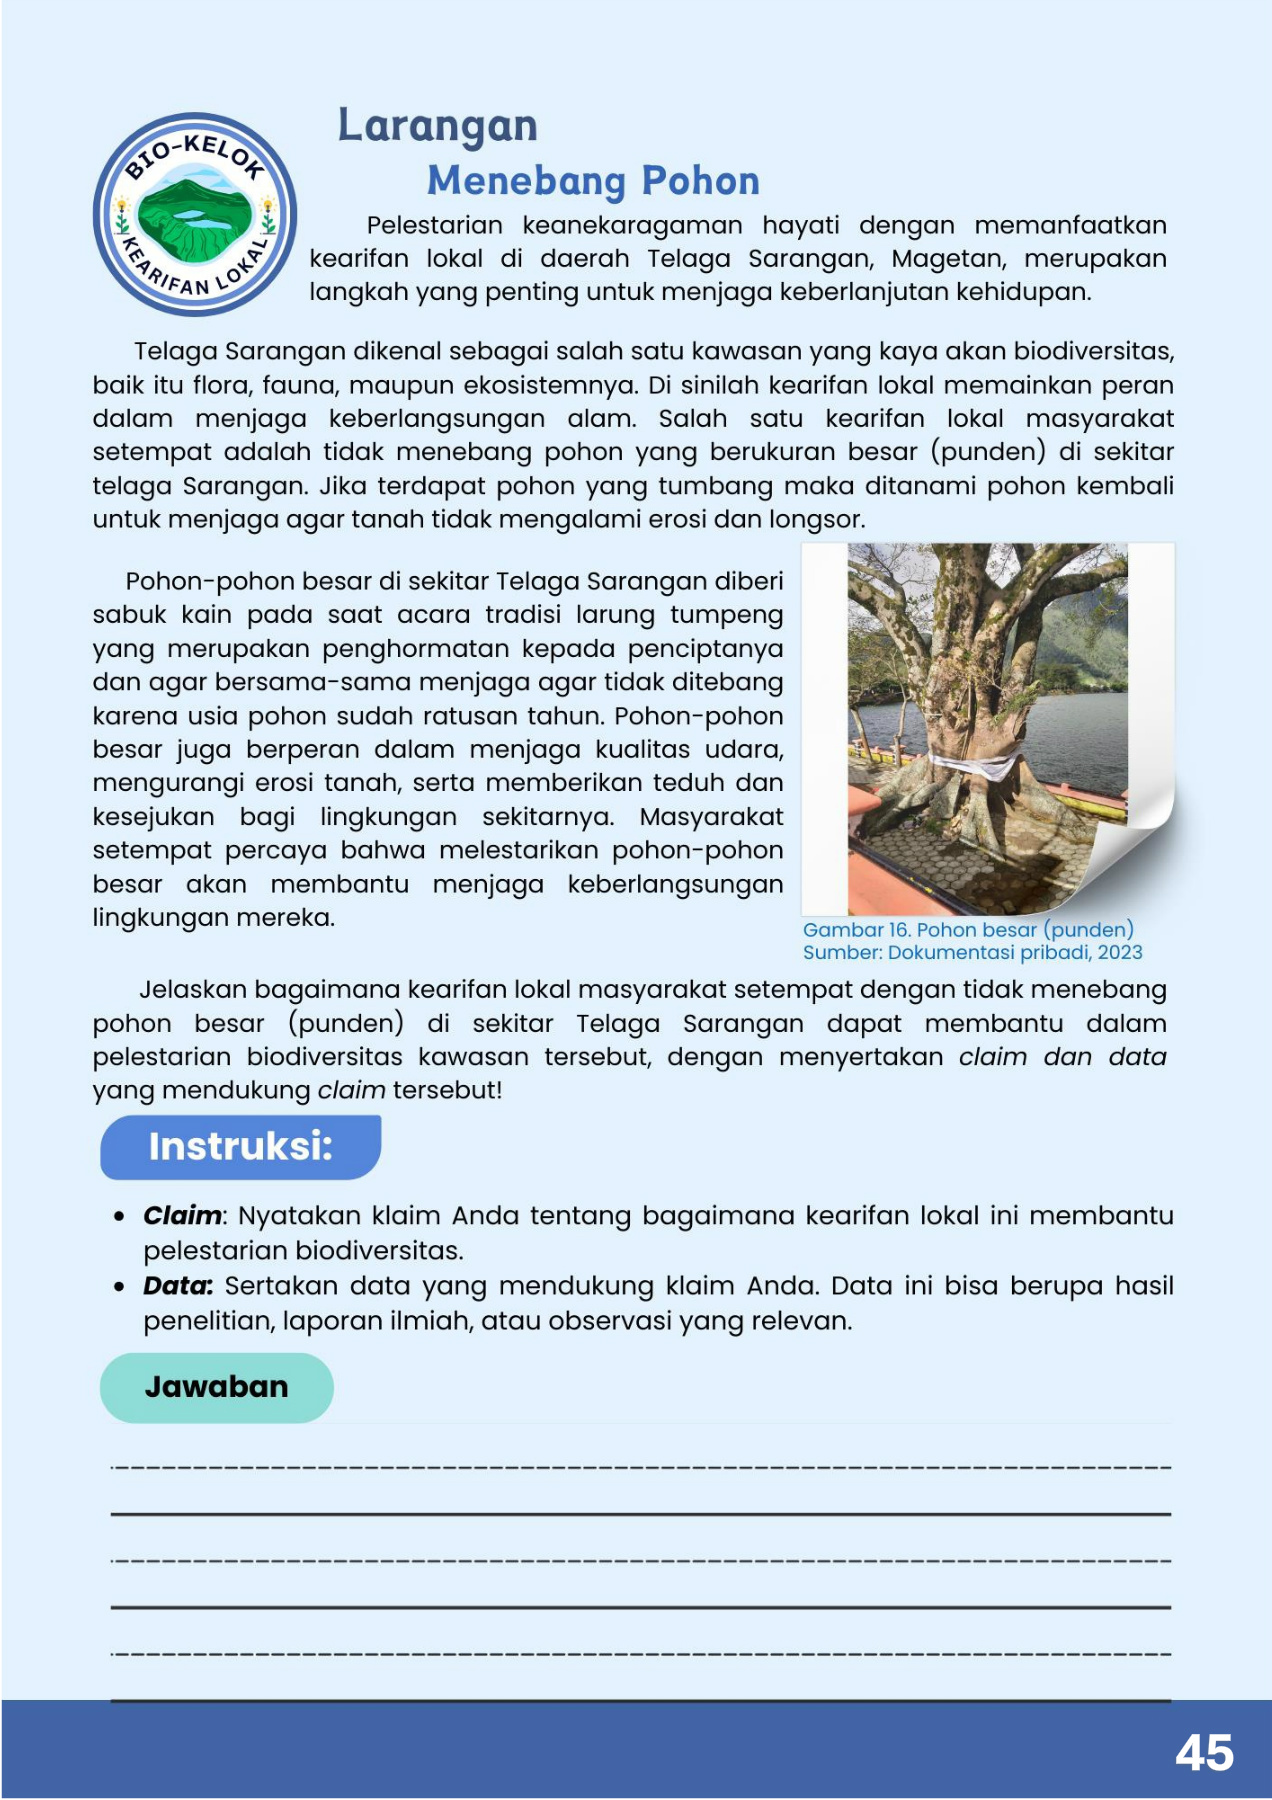 BIO-KELOK
KEARIFAN LOKAL
Larangan
Menebang Pohon
Pelestarian keanekaragaman hayati dengan memanfaatkan
kearifan lokal di daerah Telaga Sarangan, Magetan, merupakan
langkah yang penting untuk menjaga keberlanjutan kehidupan.
Telaga Sarangan dikenal sebagai salah satu kawasan yang kaya akan biodiversitas,
baik itu flora, fauna, maupun ekosistemnya. Di sinilah kearifan lokal memainkan peran
dalam menjaga keberlangsungan alam. Salah satu kearifan lokal masyarakat
setempat adalah tidak menebang pohon yang berukuran besar (punden) di sekitar
telaga Sarangan. Jika terdapat pohon yang tumbang maka ditanami pohon kembali
untuk menjaga agar tanah tidak mengalami erosi dan longsor.
Pohon-pohon besar di sekitar Telaga Sarangan diberi
sabuk kain pada saat acara tradisi larung tumpeng
yang merupakan penghormatan kepada penciptanya
dan agar bersama-sama menjaga agar tidak ditebang
karena usia pohon sudah ratusan tahun. Pohon-pohon
besar juga berperan dalam menjaga kualitas udara,
mengurangi erosi tanah, serta memberikan teduh dan
kesejukan bagi lingkungan sekitarnya. Masyarakat
setempat percaya bahwa melestarikan pohon-pohon
besar akan membantu menjaga keberlangsungan
lingkungan mereka.
Gambar 16. Pohon besar (punden)
Sumber: Dokumentasi pribadi, 2023
Jelaskan bagaimana kearifan lokal masyarakat setempat dengan tidak menebang
pohon besar (punden) di sekitar Telaga Sarangan dapat membantu dalam
pelestarian biodiversitas kawasan tersebut, dengan menyertakan claim dan data
yang mendukung claim tersebut!
Instruksi:
• Claim: Nyatakan klaim Anda tentang bagaimana kearifan lokal ini membantu
pelestarian biodiversitas.
• Data: Sertakan data yang mendukung klaim Anda. Data ini bisa berupa hasil
penelitian, laporan ilmiah, atau observasi yang relevan.
Jawaban
45